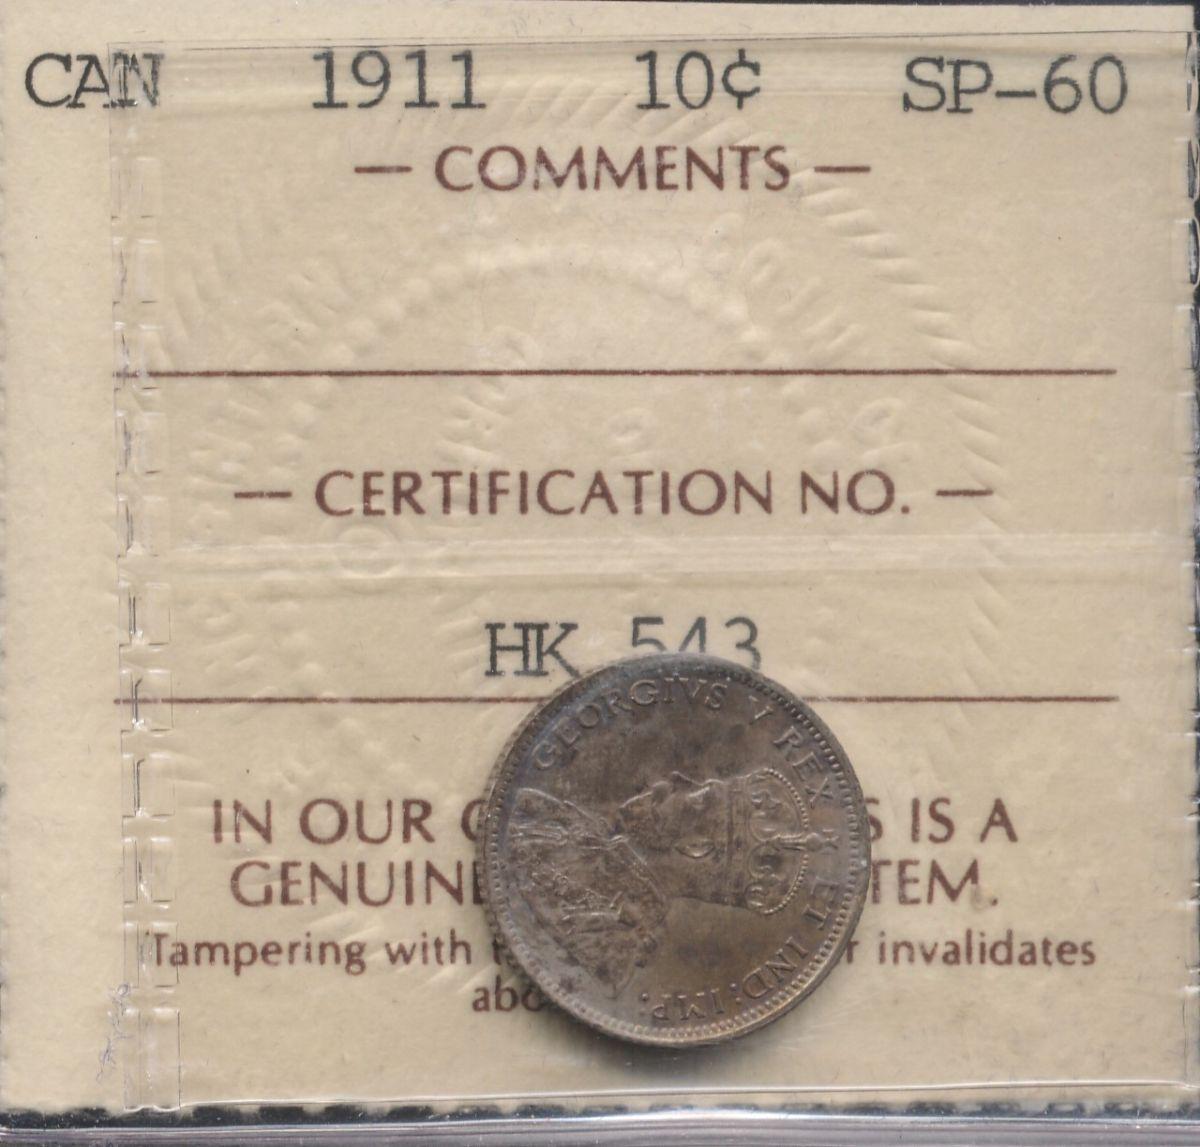 CAN 1911 10¢ SP-60
— COMMENTS —
— CERTIFICATION NO. —
HK 543
GEORGIVS V REX ET IND: IMP:
IN OUR IS A
GENUINE
Tampering with invalidates